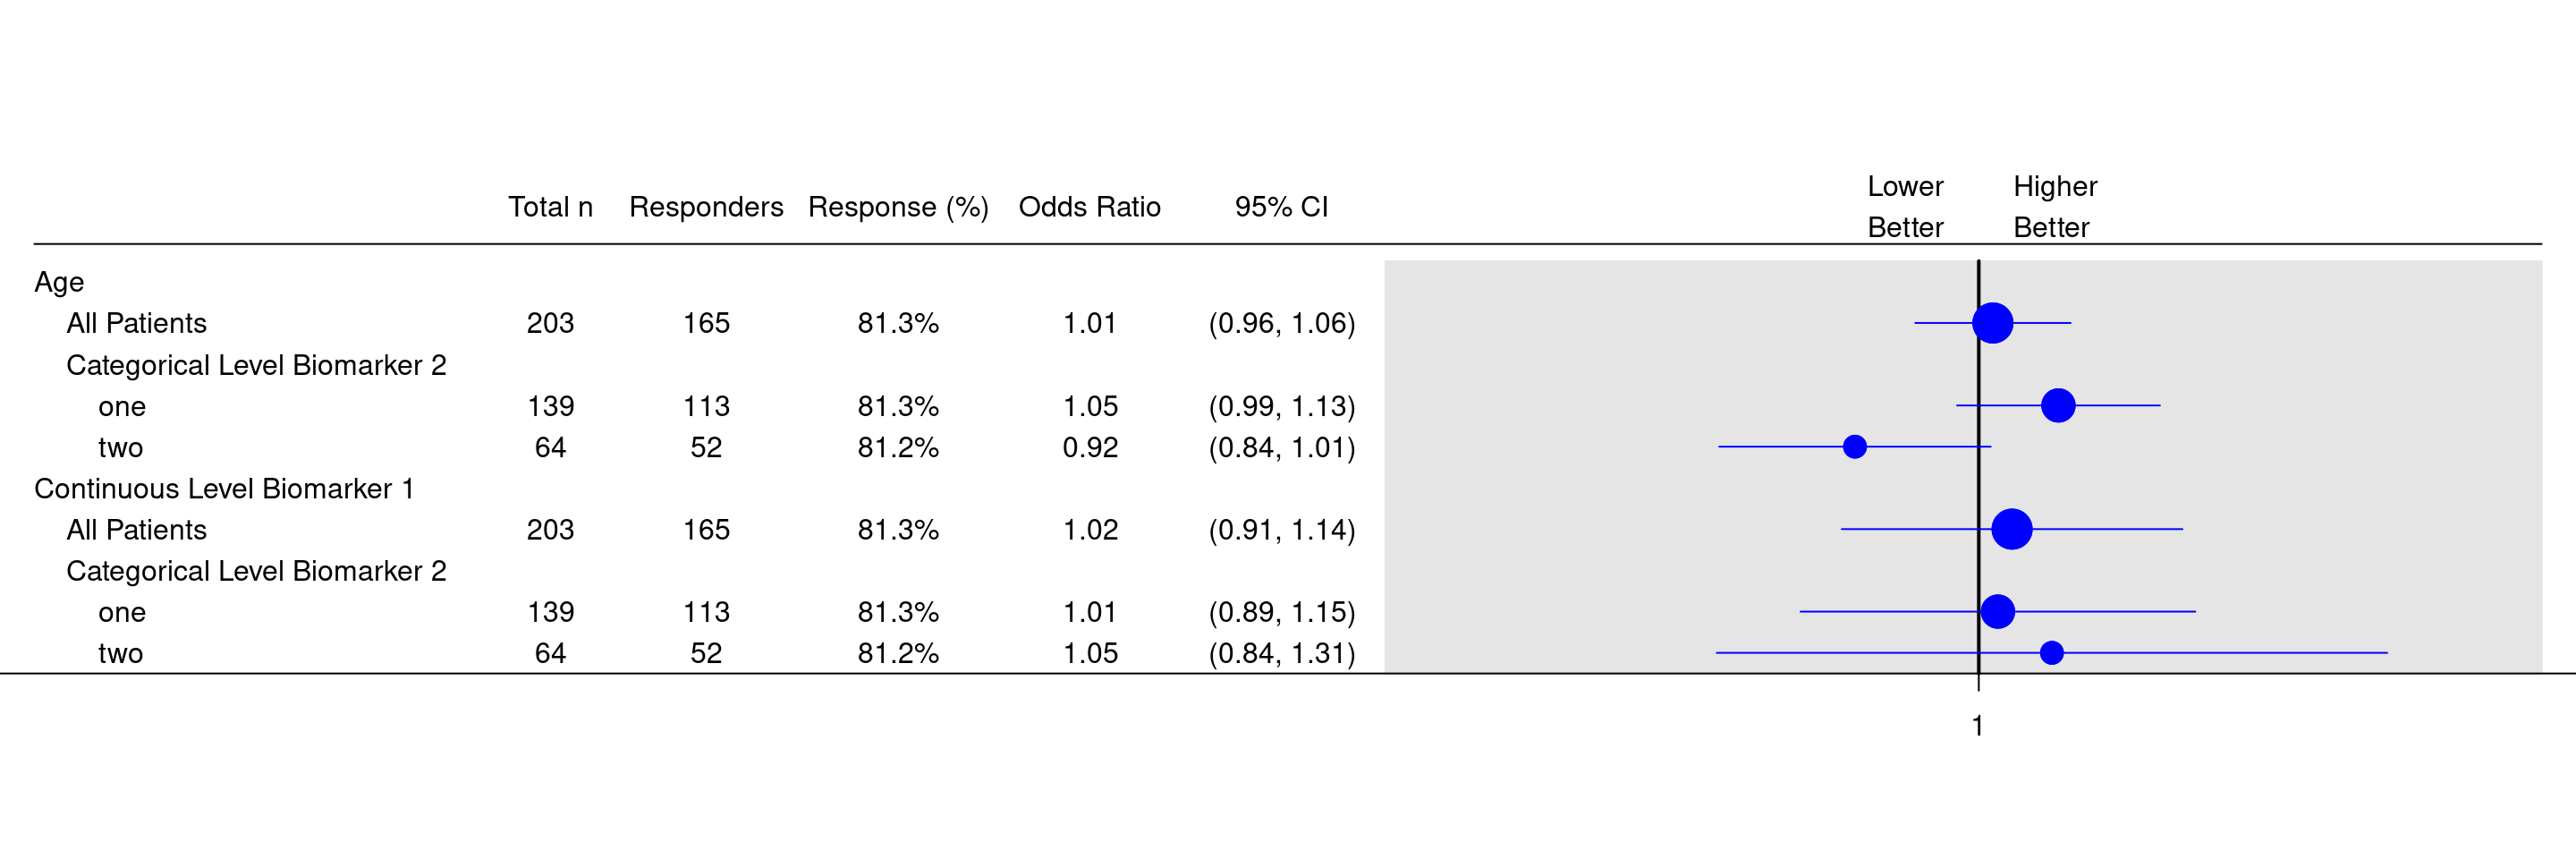 Lower Higher
Total n Responders Response (%) Odds Ratio 95% CI
Better Better
Age
All Patients 203 165 81.3% 1.01 (0.96, 1.06)
Categorical Level Biomarker 2
one 139 113 81.3% 1.05 (0.99, 1.13)
two 64 52 81.2% 0.92 (0.84, 1.01)
Continuous Level Biomarker 1
All Patients 203 165 81.3% 1.02 (0.91, 1.14)
Categorical Level Biomarker 2
one 139 113 81.3% 1.01 (0.89, 1.15)
two 64 52 81.2% 1.05 (0.84, 1.31)
1